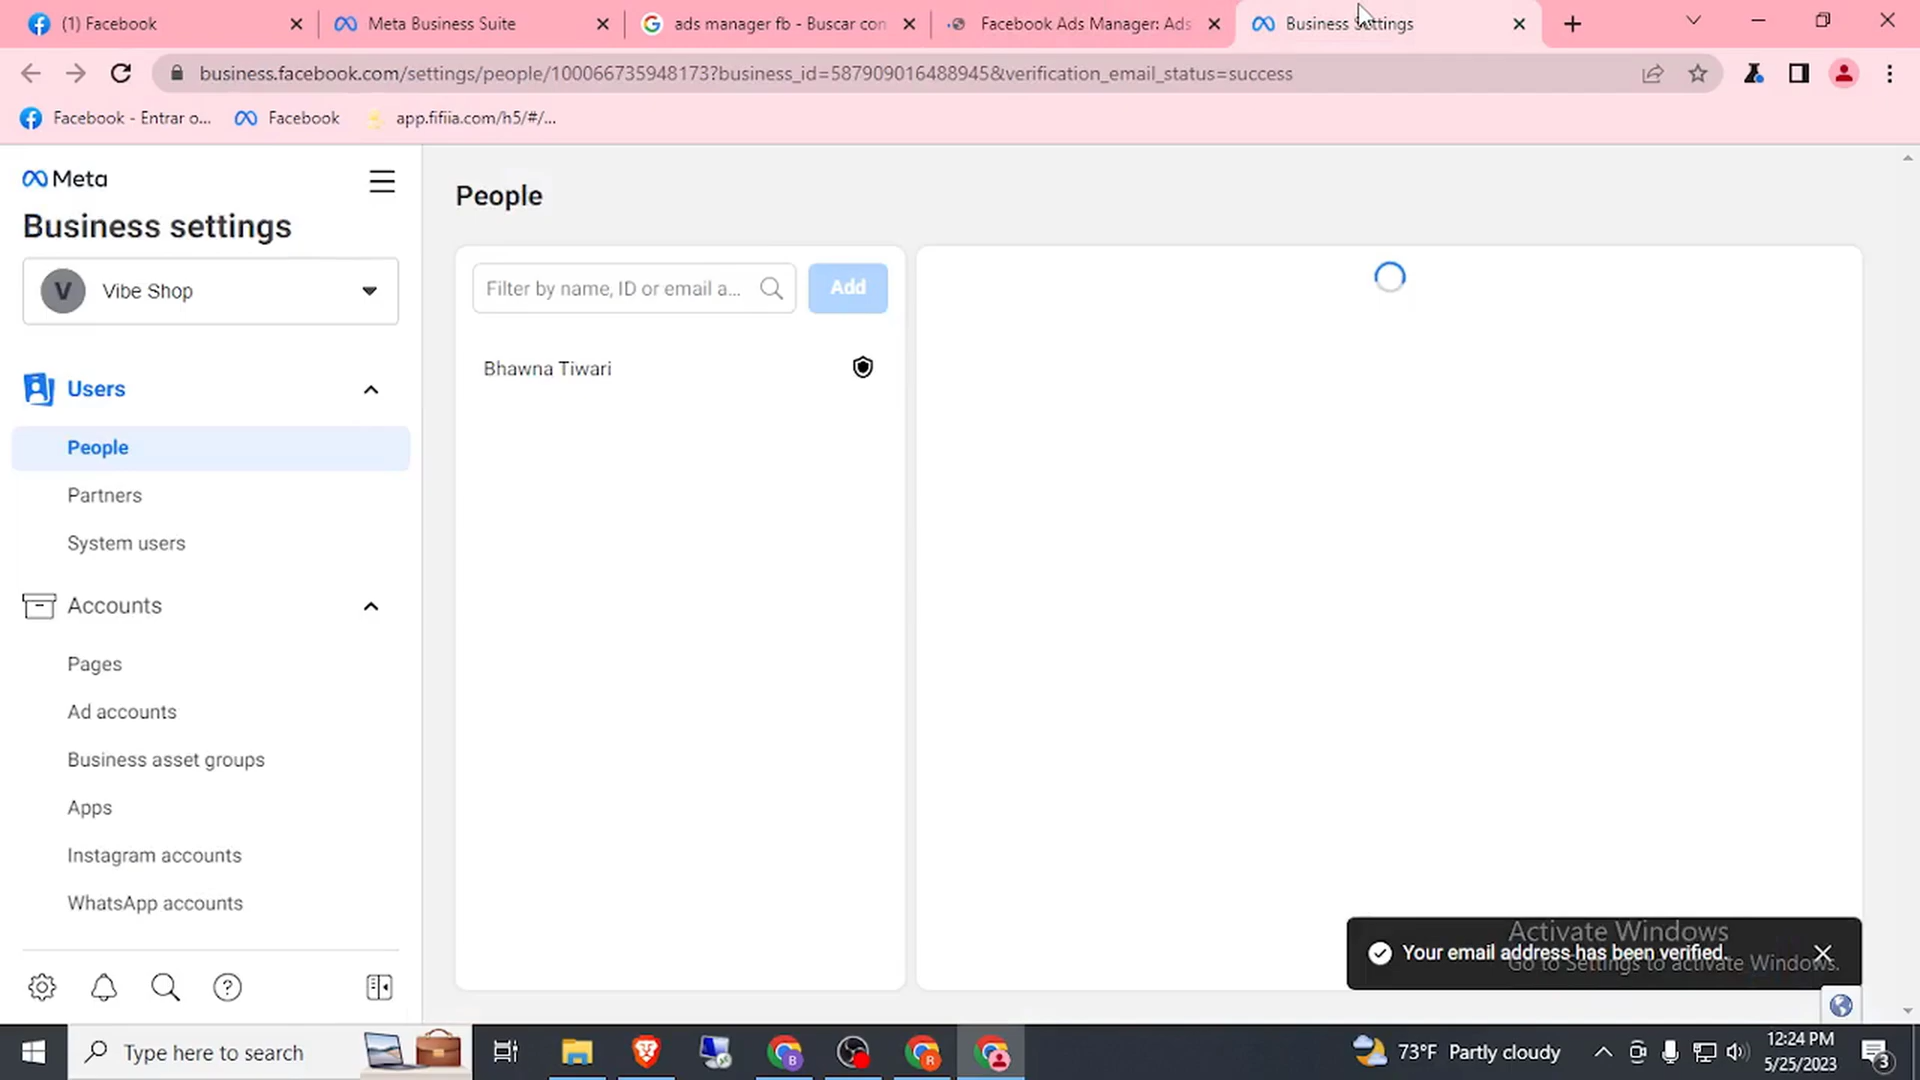 (1) Facebook
Meta Business Suite
ads manager fb - Buscar con
Facebook Ads Manager: Ads
Business Settings
business.facebook.com/settings/people/100066735948173?business_id=587909016488945&verification_email_status=success
Facebook - Entrar o...
Facebook
app.fifiia.com/h5/#/...
Meta
Business settings
V Vibe Shop
Users
People
Partners
System users
Accounts
Pages
Ad accounts
Business asset groups
Apps
Instagram accounts
WhatsApp accounts
People
Filter by name, ID or email a...
Add
Bhawna Tiwari
Activate Windows
Go to Settings to activate Windows.
Your email address has been verified.
Type here to search
B
R
73°F Partly cloudy
12:24 PM
5/25/2023
3